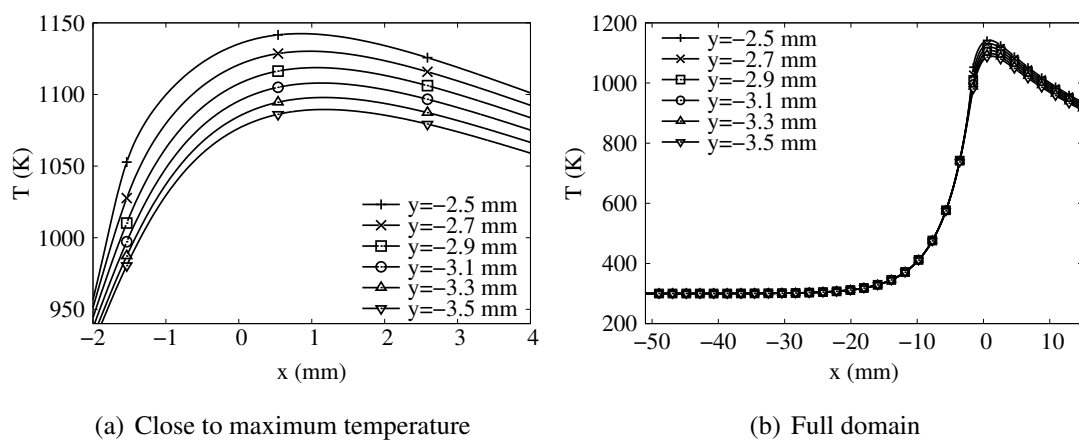 1150
1100
1050
1000
950
T (K)
−2
−1
0
1
2
3
4
x (mm)
y=−2.5 mm
y=−2.7 mm
y=−2.9 mm
y=−3.1 mm
y=−3.3 mm
y=−3.5 mm
(a) Close to maximum temperature
1200
1000
800
600
400
200
T (K)
−50
−40
−30
−20
−10
0
10
x (mm)
y=−2.5 mm
y=−2.7 mm
y=−2.9 mm
y=−3.1 mm
y=−3.3 mm
y=−3.5 mm
(b) Full domain